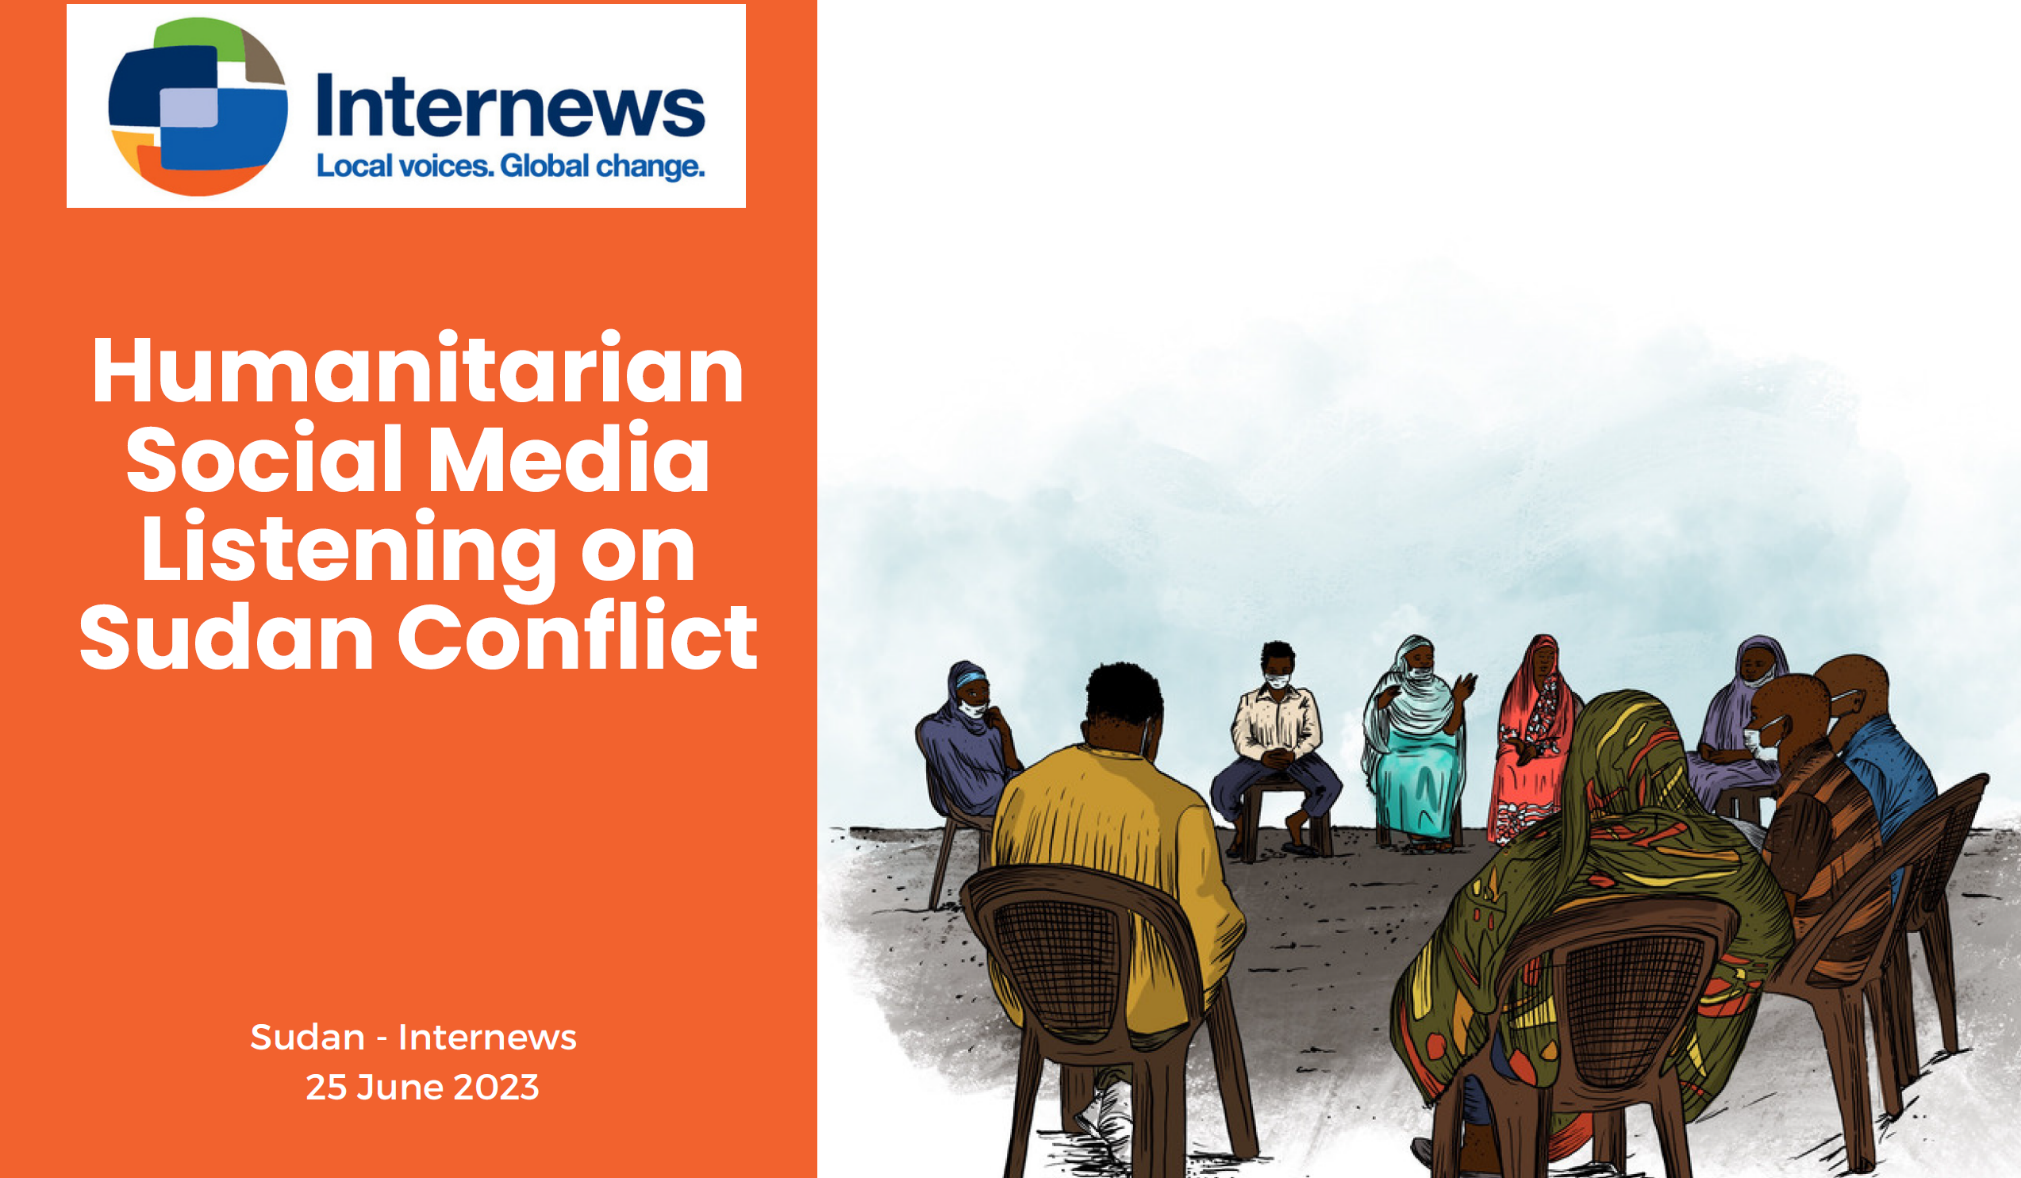 Internews
Local voices. Global change.
Humanitarian
Social Media
Listening on
Sudan Conflict
Sudan - Internews
25 June 2023